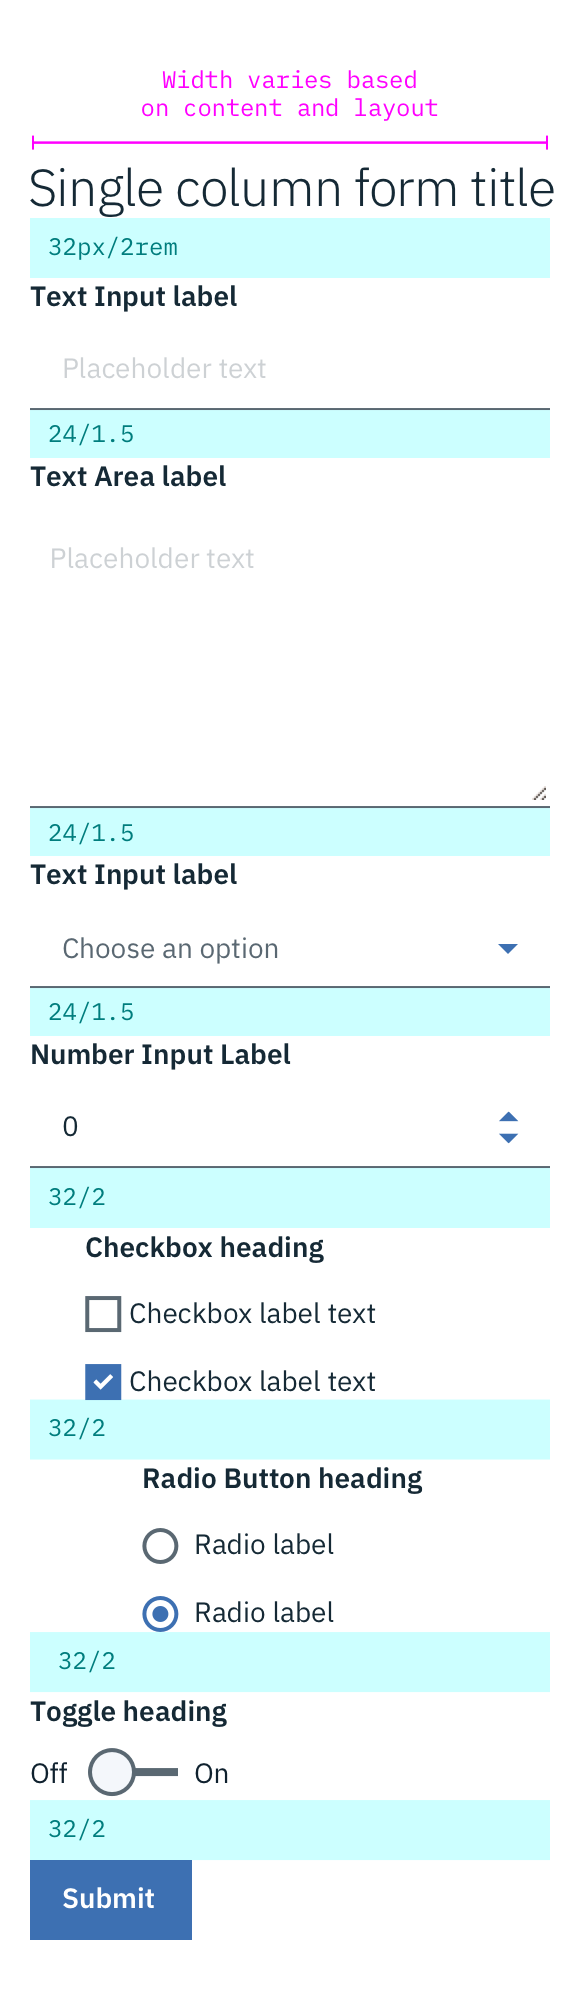 Width varies based
on content and layout
Single column form title
32px/2rem
Text Input label
Placeholder text
24/1.5
Text Area label
Placeholder text
24/1.5
Text Input label
Choose an option
24/1.5
Number Input Label
0
32/2
Checkbox heading
Checkbox label text
Checkbox label text
32/2
Radio Button heading
Radio label
Radio label
32/2
Toggle heading
Off On
32/2
Submit